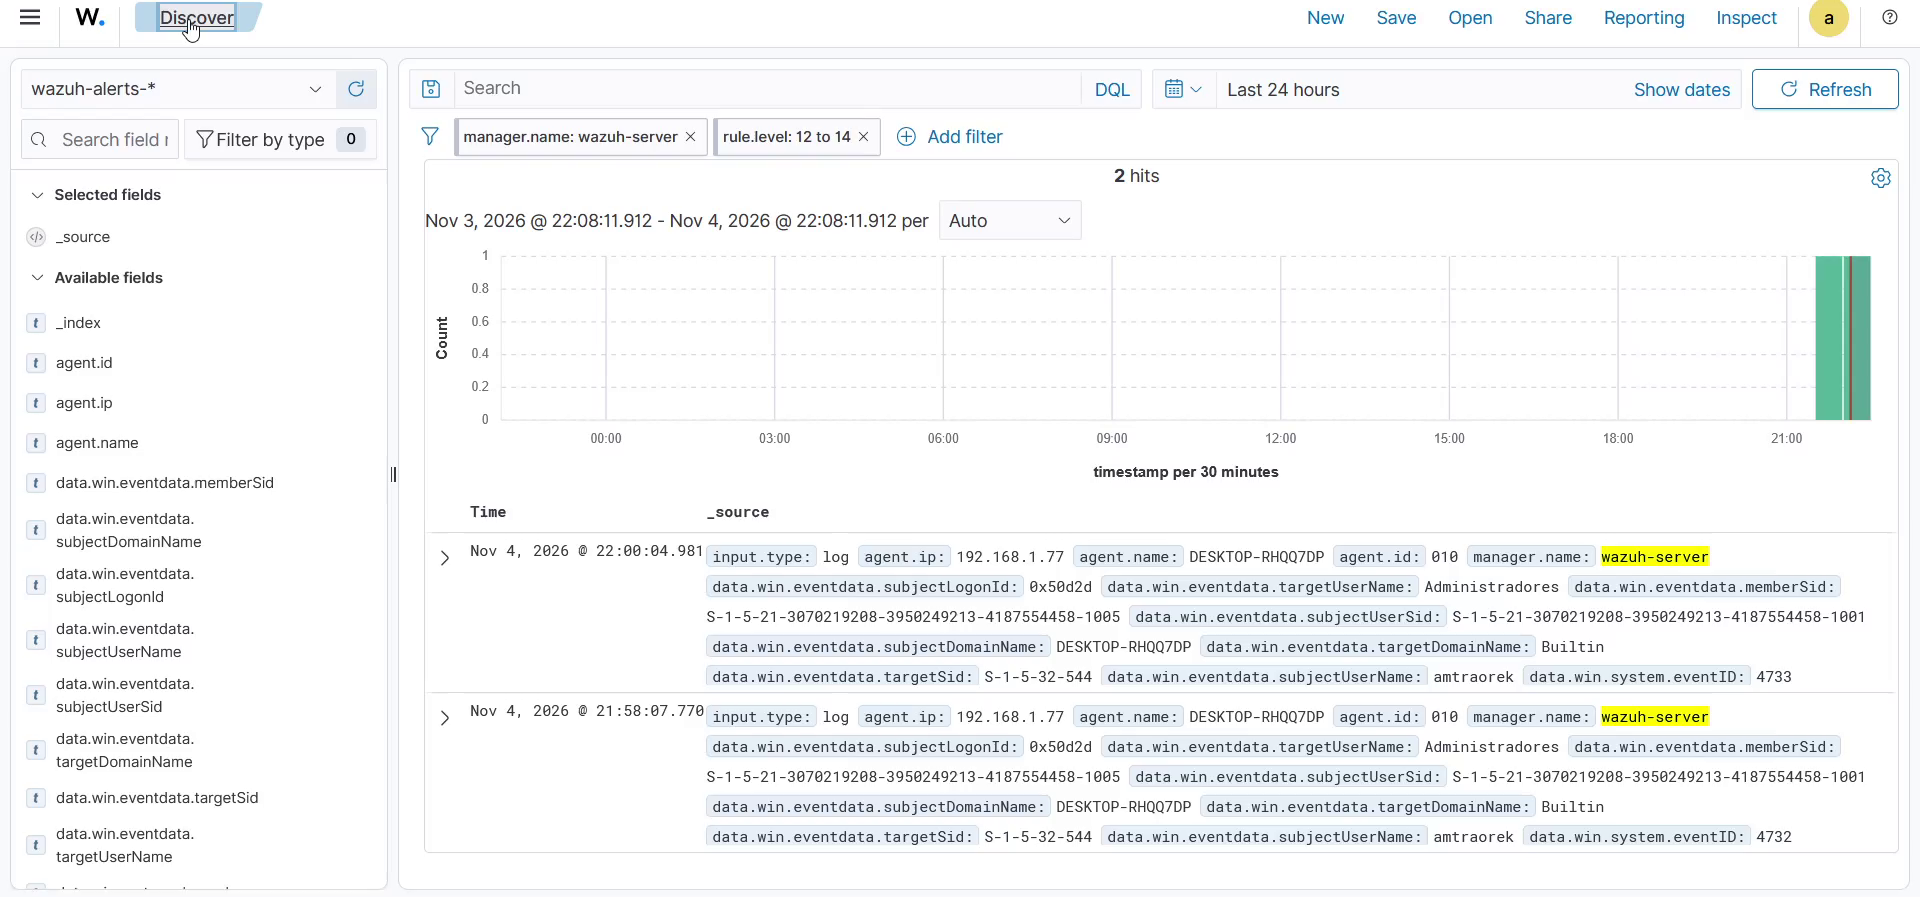 W. Discover New Save Open Share Reporting Inspect a
wazuh-alerts-*
Search DQL Last 24 hours Show dates Refresh
Search field Filter by type 0
manager.name: wazuh-server × rule.level: 12 to 14 × Add filter
2 hits
Selected fields
_source
Available fields
_index
agent.id
agent.ip
agent.name
data.win.eventdata.memberSid
data.win.eventdata.
subjectDomainName
data.win.eventdata.
subjectLogonId
data.win.eventdata.
subjectUserName
data.win.eventdata.
subjectUserSid
data.win.eventdata.
targetDomainName
data.win.eventdata.targetSid
data.win.eventdata.
targetUserName
Nov 3, 2026 @ 22:08:11.912 - Nov 4, 2026 @ 22:08:11.912 per Auto
Count
1
0.8
0.6
0.4
0.2
0
00:00 03:00 06:00 09:00 12:00 15:00 18:00 21:00
timestamp per 30 minutes
Time _source
Nov 4, 2026 @ 22:00:04.981 input.type: log agent.ip: 192.168.1.77 agent.name: DESKTOP-RHQQ7DP agent.id: 010 manager.name: wazuh-server
data.win.eventdata.subjectLogonId: 0x50d2d data.win.eventdata.targetUserName: Administradores data.win.eventdata.memberSid:
S-1-5-21-3070219208-3950249213-4187554458-1005 data.win.eventdata.subjectUserSid: S-1-5-21-3070219208-3950249213-4187554458-1001
data.win.eventdata.subjectDomainName: DESKTOP-RHQQ7DP data.win.eventdata.targetDomainName: Builtin
data.win.eventdata.targetSid: S-1-5-32-544 data.win.eventdata.subjectUserName: amtraorek data.win.system.eventID: 4733
Nov 4, 2026 @ 21:58:07.770 input.type: log agent.ip: 192.168.1.77 agent.name: DESKTOP-RHQQ7DP agent.id: 010 manager.name: wazuh-server
data.win.eventdata.subjectLogonId: 0x50d2d data.win.eventdata.targetUserName: Administradores data.win.eventdata.memberSid:
S-1-5-21-3070219208-3950249213-4187554458-1005 data.win.eventdata.subjectUserSid: S-1-5-21-3070219208-3950249213-4187554458-1001
data.win.eventdata.subjectDomainName: DESKTOP-RHQQ7DP data.win.eventdata.targetDomainName: Builtin
data.win.eventdata.targetSid: S-1-5-32-544 data.win.eventdata.subjectUserName: amtraorek data.win.system.eventID: 4732